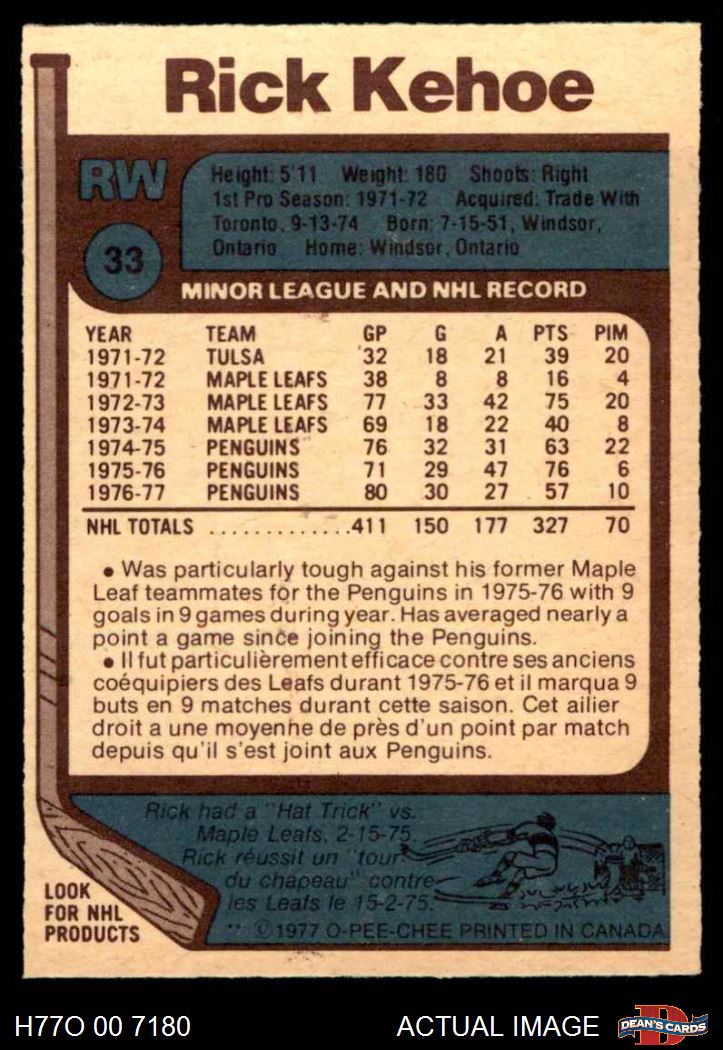 Rick Kehoe
RW
33
Height: 5'11 Weight: 180 Shoots: Right
1st Pro Season: 1971-72 Acquired: Trade With
Toronto, 9-13-74 Born: 7-15-51, Windsor,
Ontario Home: Windsor, Ontario
MINOR LEAGUE AND NHL RECORD
YEAR TEAM GP G A PTS PIM
1971-72 TULSA 32 18 21 39 20
1971-72 MAPLE LEAFS 38 8 8 16 4
1972-73 MAPLE LEAFS 77 33 42 75 20
1973-74 MAPLE LEAFS 69 18 22 40 8
1974-75 PENGUINS 76 32 31 63 22
1975-76 PENGUINS 71 29 47 76 6
1976-77 PENGUINS 80 30 27 57 10
NHL TOTALS .............411 150 177 327 70
• Was particularly tough against his former Maple
Leaf teammates for the Penguins in 1975-76 with 9
goals in 9 games during year. Has averaged nearly a
point a game since joining the Penguins.
• Il fut particulièrement efficace contre ses anciens
coéquipiers des Leafs durant 1975-76 et il marqua 9
buts en 9 matches durant cette saison. Cet ailier
droit a une moyenne de près d'un point par match
depuis qu'il s'est joint aux Penguins.
Rick had a "Hat Trick" vs.
Maple Leafs, 2-15-75.
Rick réussit un "tour
du chapeau" contre
les Leafs le 15-2-75.
LOOK
FOR NHL
PRODUCTS
** ©1977 O-PEE-CHEE PRINTED IN CANADA
H77O 00 7180
ACTUAL IMAGE
D
DEAN'S CARDS